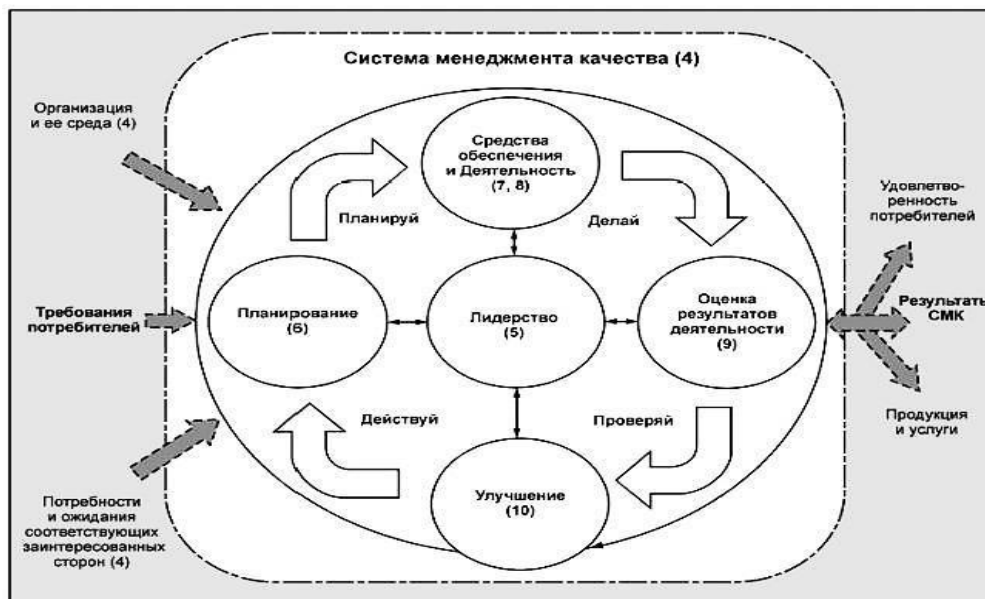 Система менеджмента качества (4)
Организация
и ее среда (4)
Средства
обеспечения
и Деятельность
(7, 8)
Планируй
Делай
Удовлетво-
ренность
потребителей
Требования
потребителей
Планирование
(6)
Лидерство
(5)
Оценка
результатов
деятельности
(9)
Результаты
СМК
Действуй
Проверяй
Продукция
и услуги
Улучшение
(10)
Потребности
и ожидания
соответствующих
заинтересованных
сторон (4)